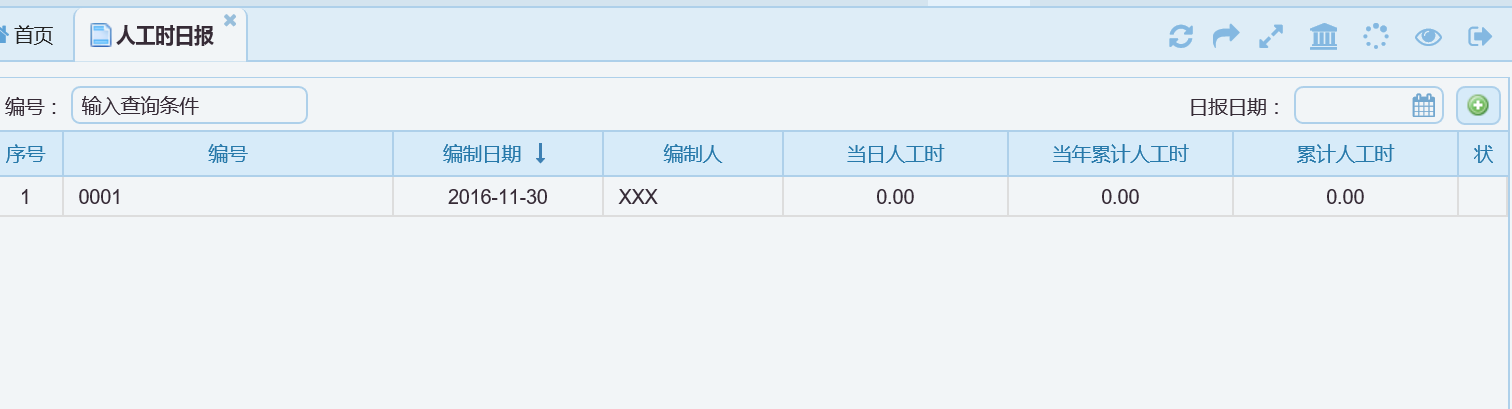 首页 人工时日报
编号： 输入查询条件 日报日期：
序号 编号 编制日期 ↓ 编制人 当日人工时 当年累计人工时 累计人工时 状
1 0001 2016-11-30 XXX 0.00 0.00 0.00